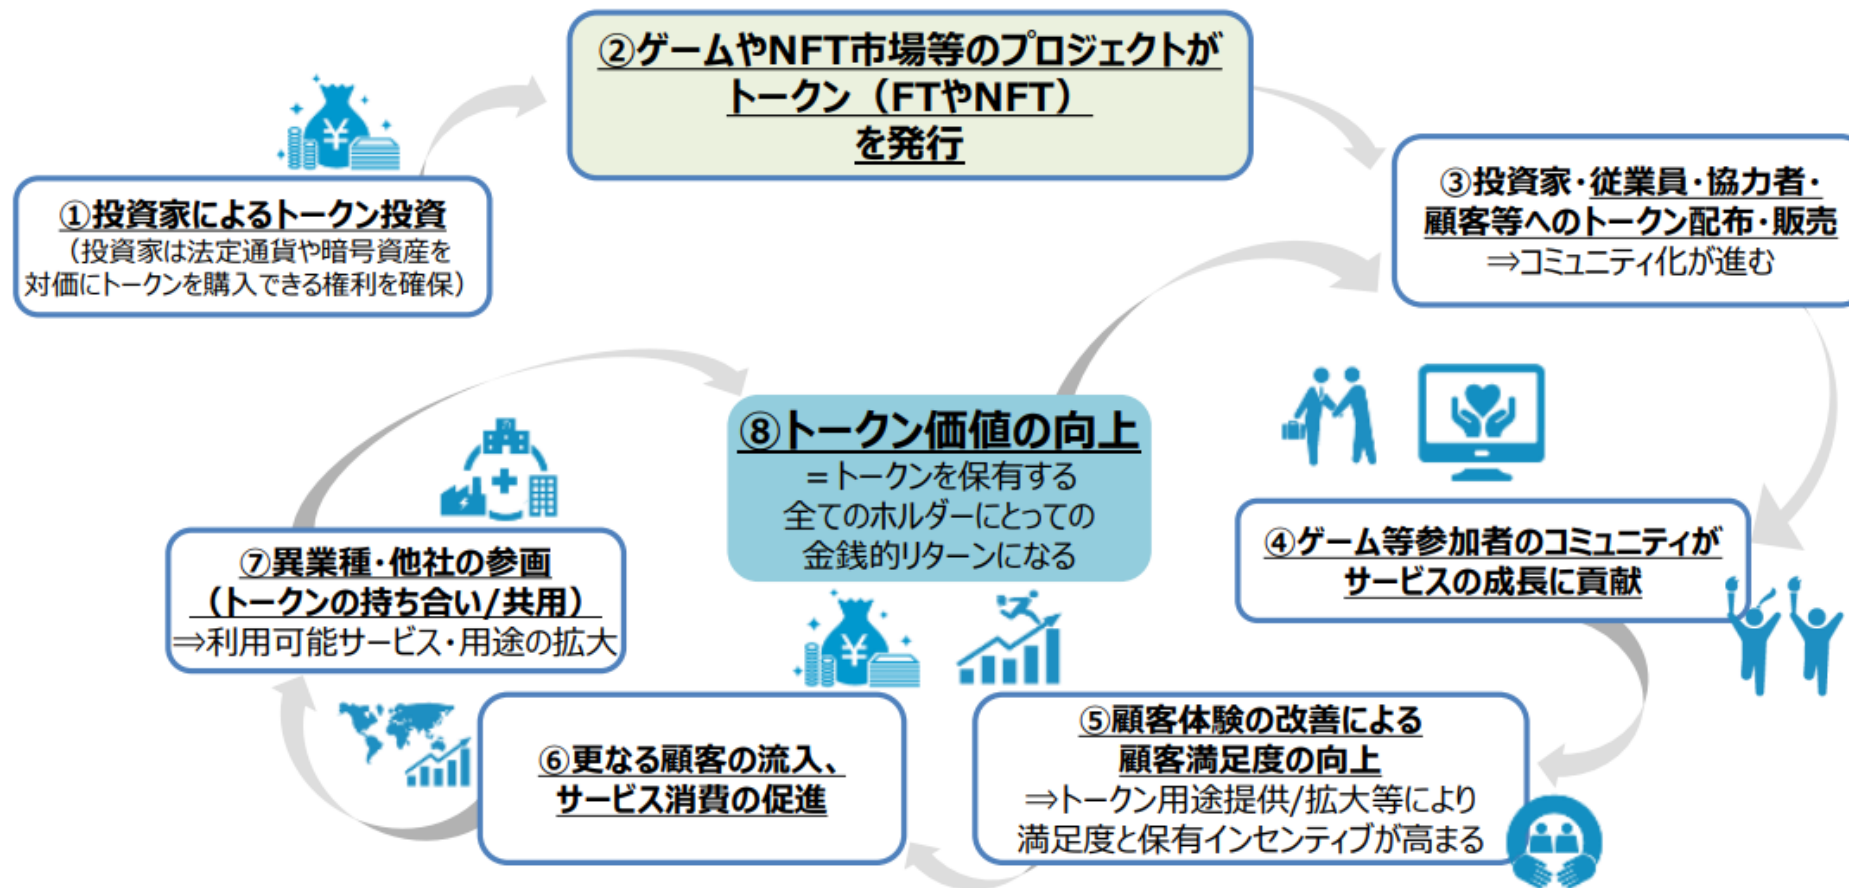 ①投資家によるトークン投資
（投資家は法定通貨や暗号資産を
対価にトークンを購入できる権利を確保）
②ゲームやNFT市場等のプロジェクトが
トークン（FTやNFT）
を発行
③投資家・従業員・協力者・
顧客等へのトークン配布・販売
⇒コミュニティ化が進む
④ゲーム等参加者のコミュニティが
サービスの成長に貢献
⑤顧客体験の改善による
顧客満足度の向上
⇒トークン用途提供/拡大等により
満足度と保有インセンティブが高まる
⑥更なる顧客の流入、
サービス消費の促進
⑦異業種・他社の参画
（トークンの持ち合い/共用）
⇒利用可能サービス・用途の拡大
⑧トークン価値の向上
＝トークンを保有する
全てのホルダーにとっての
金銭的リターンになる
¥
¥